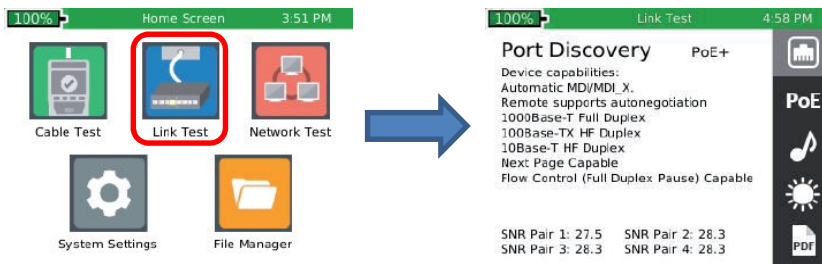 100% Home Screen 3:51 PM
Cable Test Link Test Network Test
System Settings File Manager
100% Link Test 4:58 PM
Port Discovery PoE+
Device capabilities:
Automatic MDI/MDI_X.
Remote supports autonegotiation
1000Base-T Full Duplex
100Base-TX HF Duplex
10Base-T HF Duplex
Next Page Capable
Flow Control (Full Duplex Pause) Capable
SNR Pair 1: 27.5 SNR Pair 2: 28.3
SNR Pair 3: 28.3 SNR Pair 4: 28.3
PoE
PDF